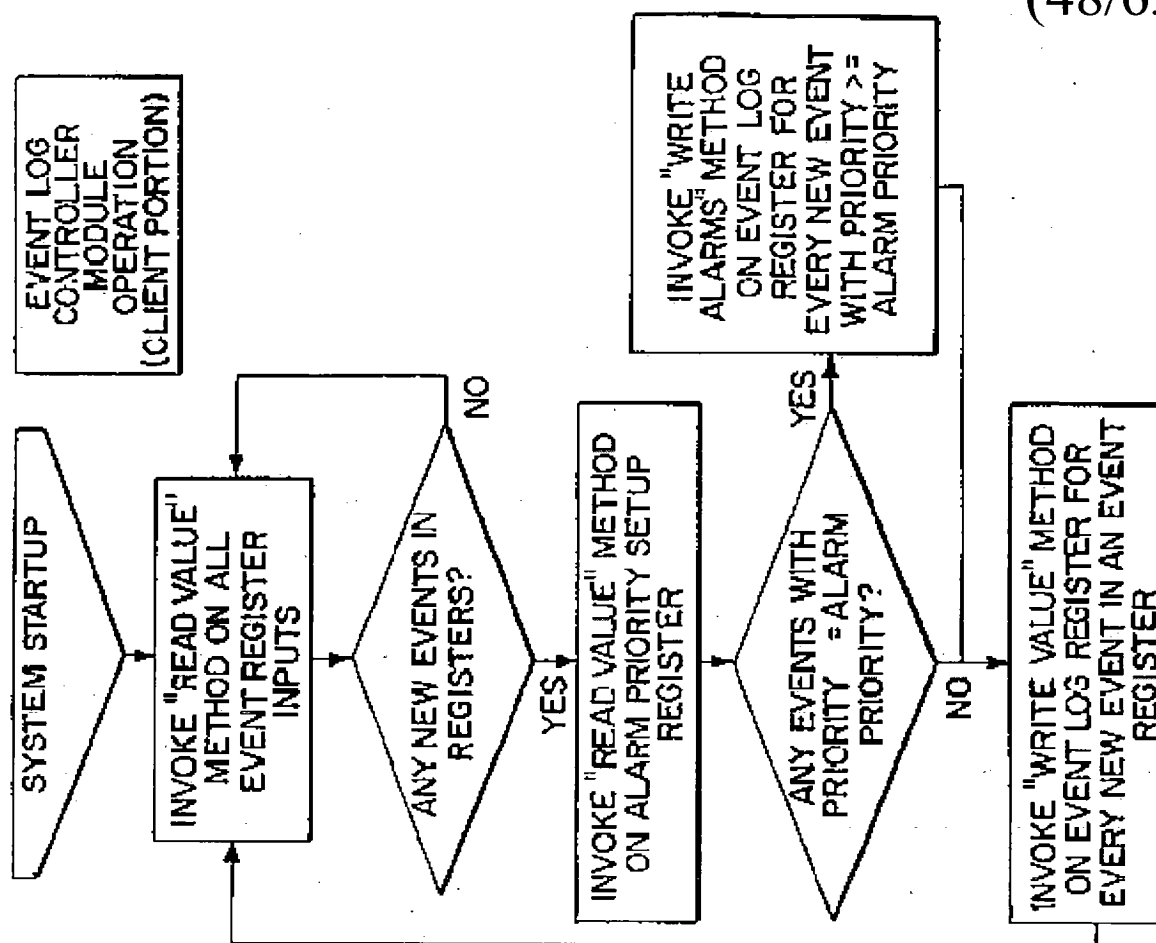 (48/6
EVENT LOG
CONTROLLER
MODULE
OPERATION
(CLIENT PORTION)
SYSTEM STARTUP
INVOKE "READ VALUE"
METHOD ON ALL
EVENT REGISTER
INPUTS
ANY NEW EVENTS IN
REGISTERS?
NO
YES
INVOKE "READ VALUE" METHOD
ON ALARM PRIORITY SETUP
REGISTER
ANY EVENTS WITH
PRIORITY =ALARM
PRIORITY?
YES
INVOKE "WRITE
ALARMS" METHOD
ON EVENT LOG
REGISTER FOR
EVERY NEW EVENT
WITH PRIORITY >=
ALARM PRIORITY
NO
INVOKE "WRITE VALUE" METHOD
ON EVENT LOG REGISTER FOR
EVERY NEW EVENT IN AN EVENT
REGISTER